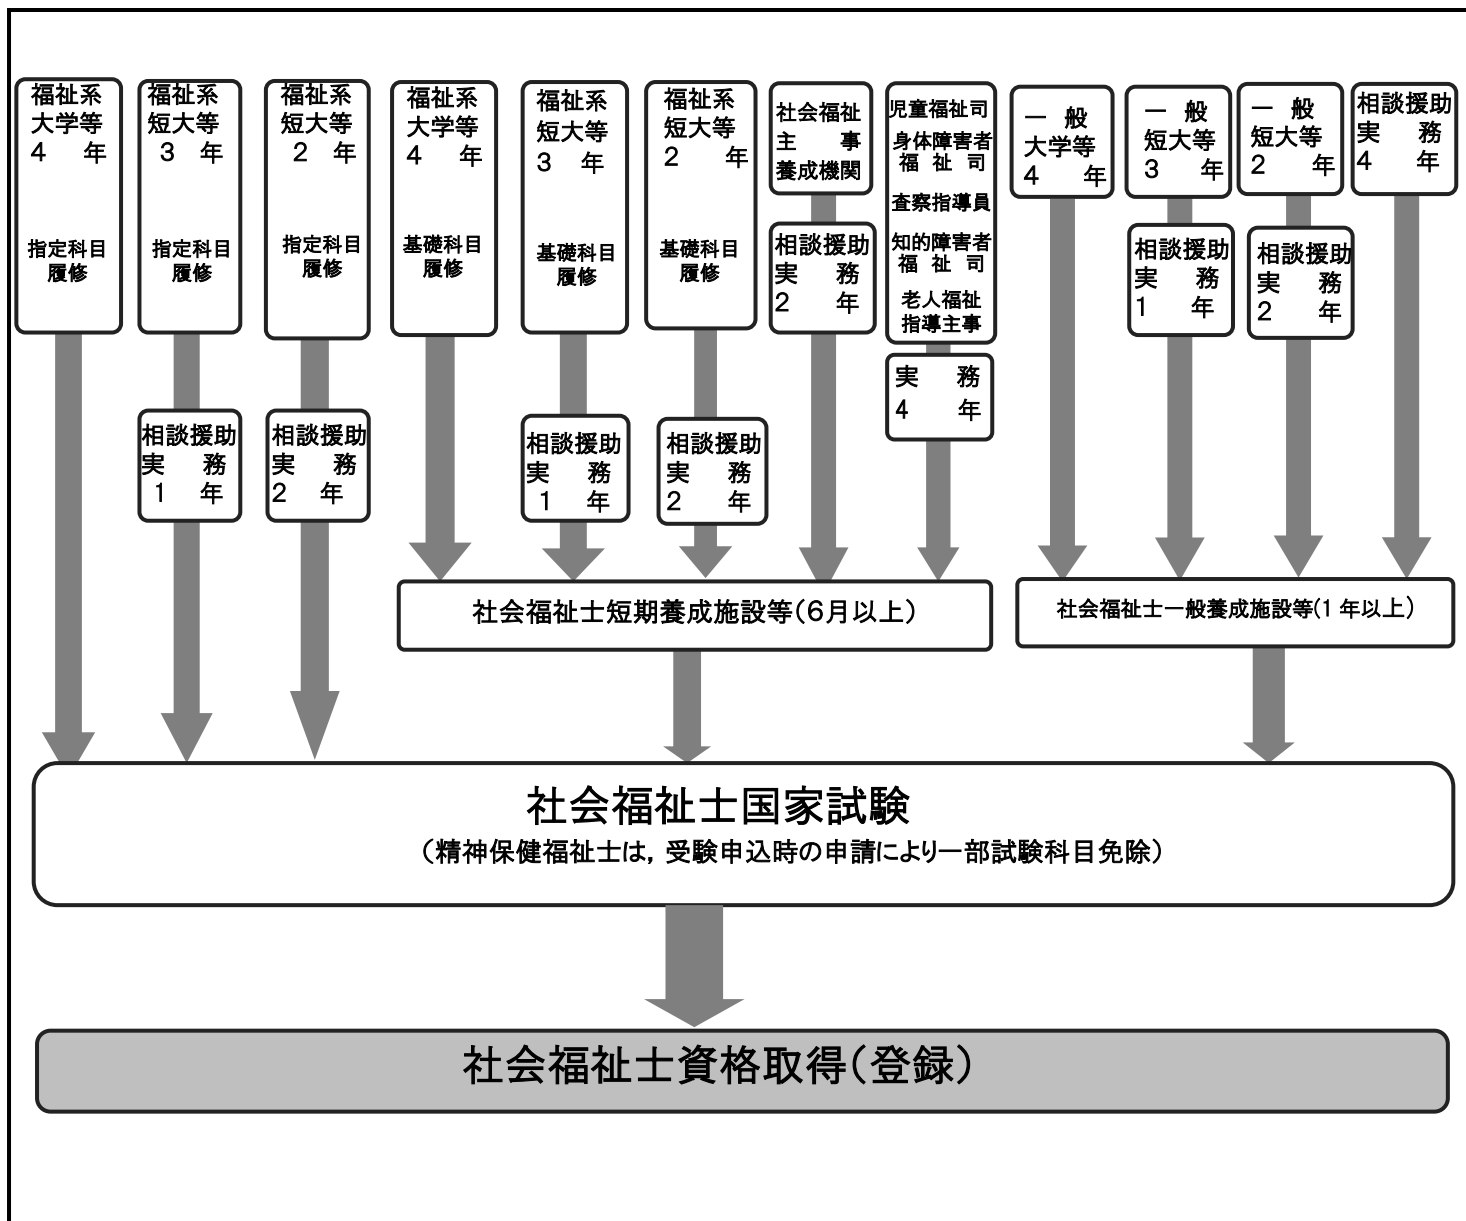 福祉系
大学等
4 年
指定科目
履修
福祉系
短大等
3 年
指定科目
履修
相談援助
実 務
1 年
福祉系
短大等
2 年
指定科目
履修
相談援助
実 務
2 年
福祉系
大学等
4 年
基礎科目
履修
福祉系
短大等
3 年
基礎科目
履修
相談援助
実 務
1 年
福祉系
短大等
2 年
基礎科目
履修
相談援助
実 務
2 年
社会福祉
主 事
養成機関
相談援助
実 務
2 年
児童福祉司
身体障害者
福 祉 司
査察指導員
知的障害者
福 祉 司
老人福祉
指導主事
実 務
4 年
一 般
大学等
4 年
一 般
短大等
3 年
相談援助
実 務
1 年
一 般
短大等
2 年
相談援助
実 務
2 年
相談援助
実 務
4 年
社会福祉士短期養成施設等(6月以上)
社会福祉士一般養成施設等(1年以上)
社会福祉士国家試験
(精神保健福祉士は,受験申込時の申請により一部試験科目免除)
社会福祉士資格取得(登録)